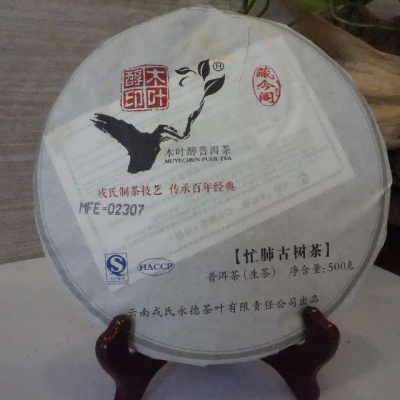 木叶
醇印
®
藏今阁
木叶醇普洱茶
MUYECHUN PUER TEA
戎氏制茶技艺 传承百年经典
MFE-02307
【忙肺古树茶】
普洱茶(生茶) 净含量:500克
QS
HACCP
云南戎氏永德茶叶有限责任公司出品